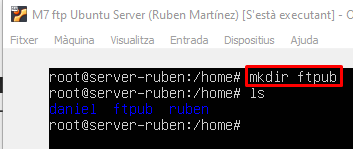 M7 ftp Ubuntu Server (Ruben Martínez) [S'està executant] - O
Fitxer Màquina Visualitza Entrada Dispositius Ajuda
root@server-ruben:/home# mkdir ftpub
root@server-ruben:/home# ls
daniel ftpub ruben
root@server-ruben:/home#